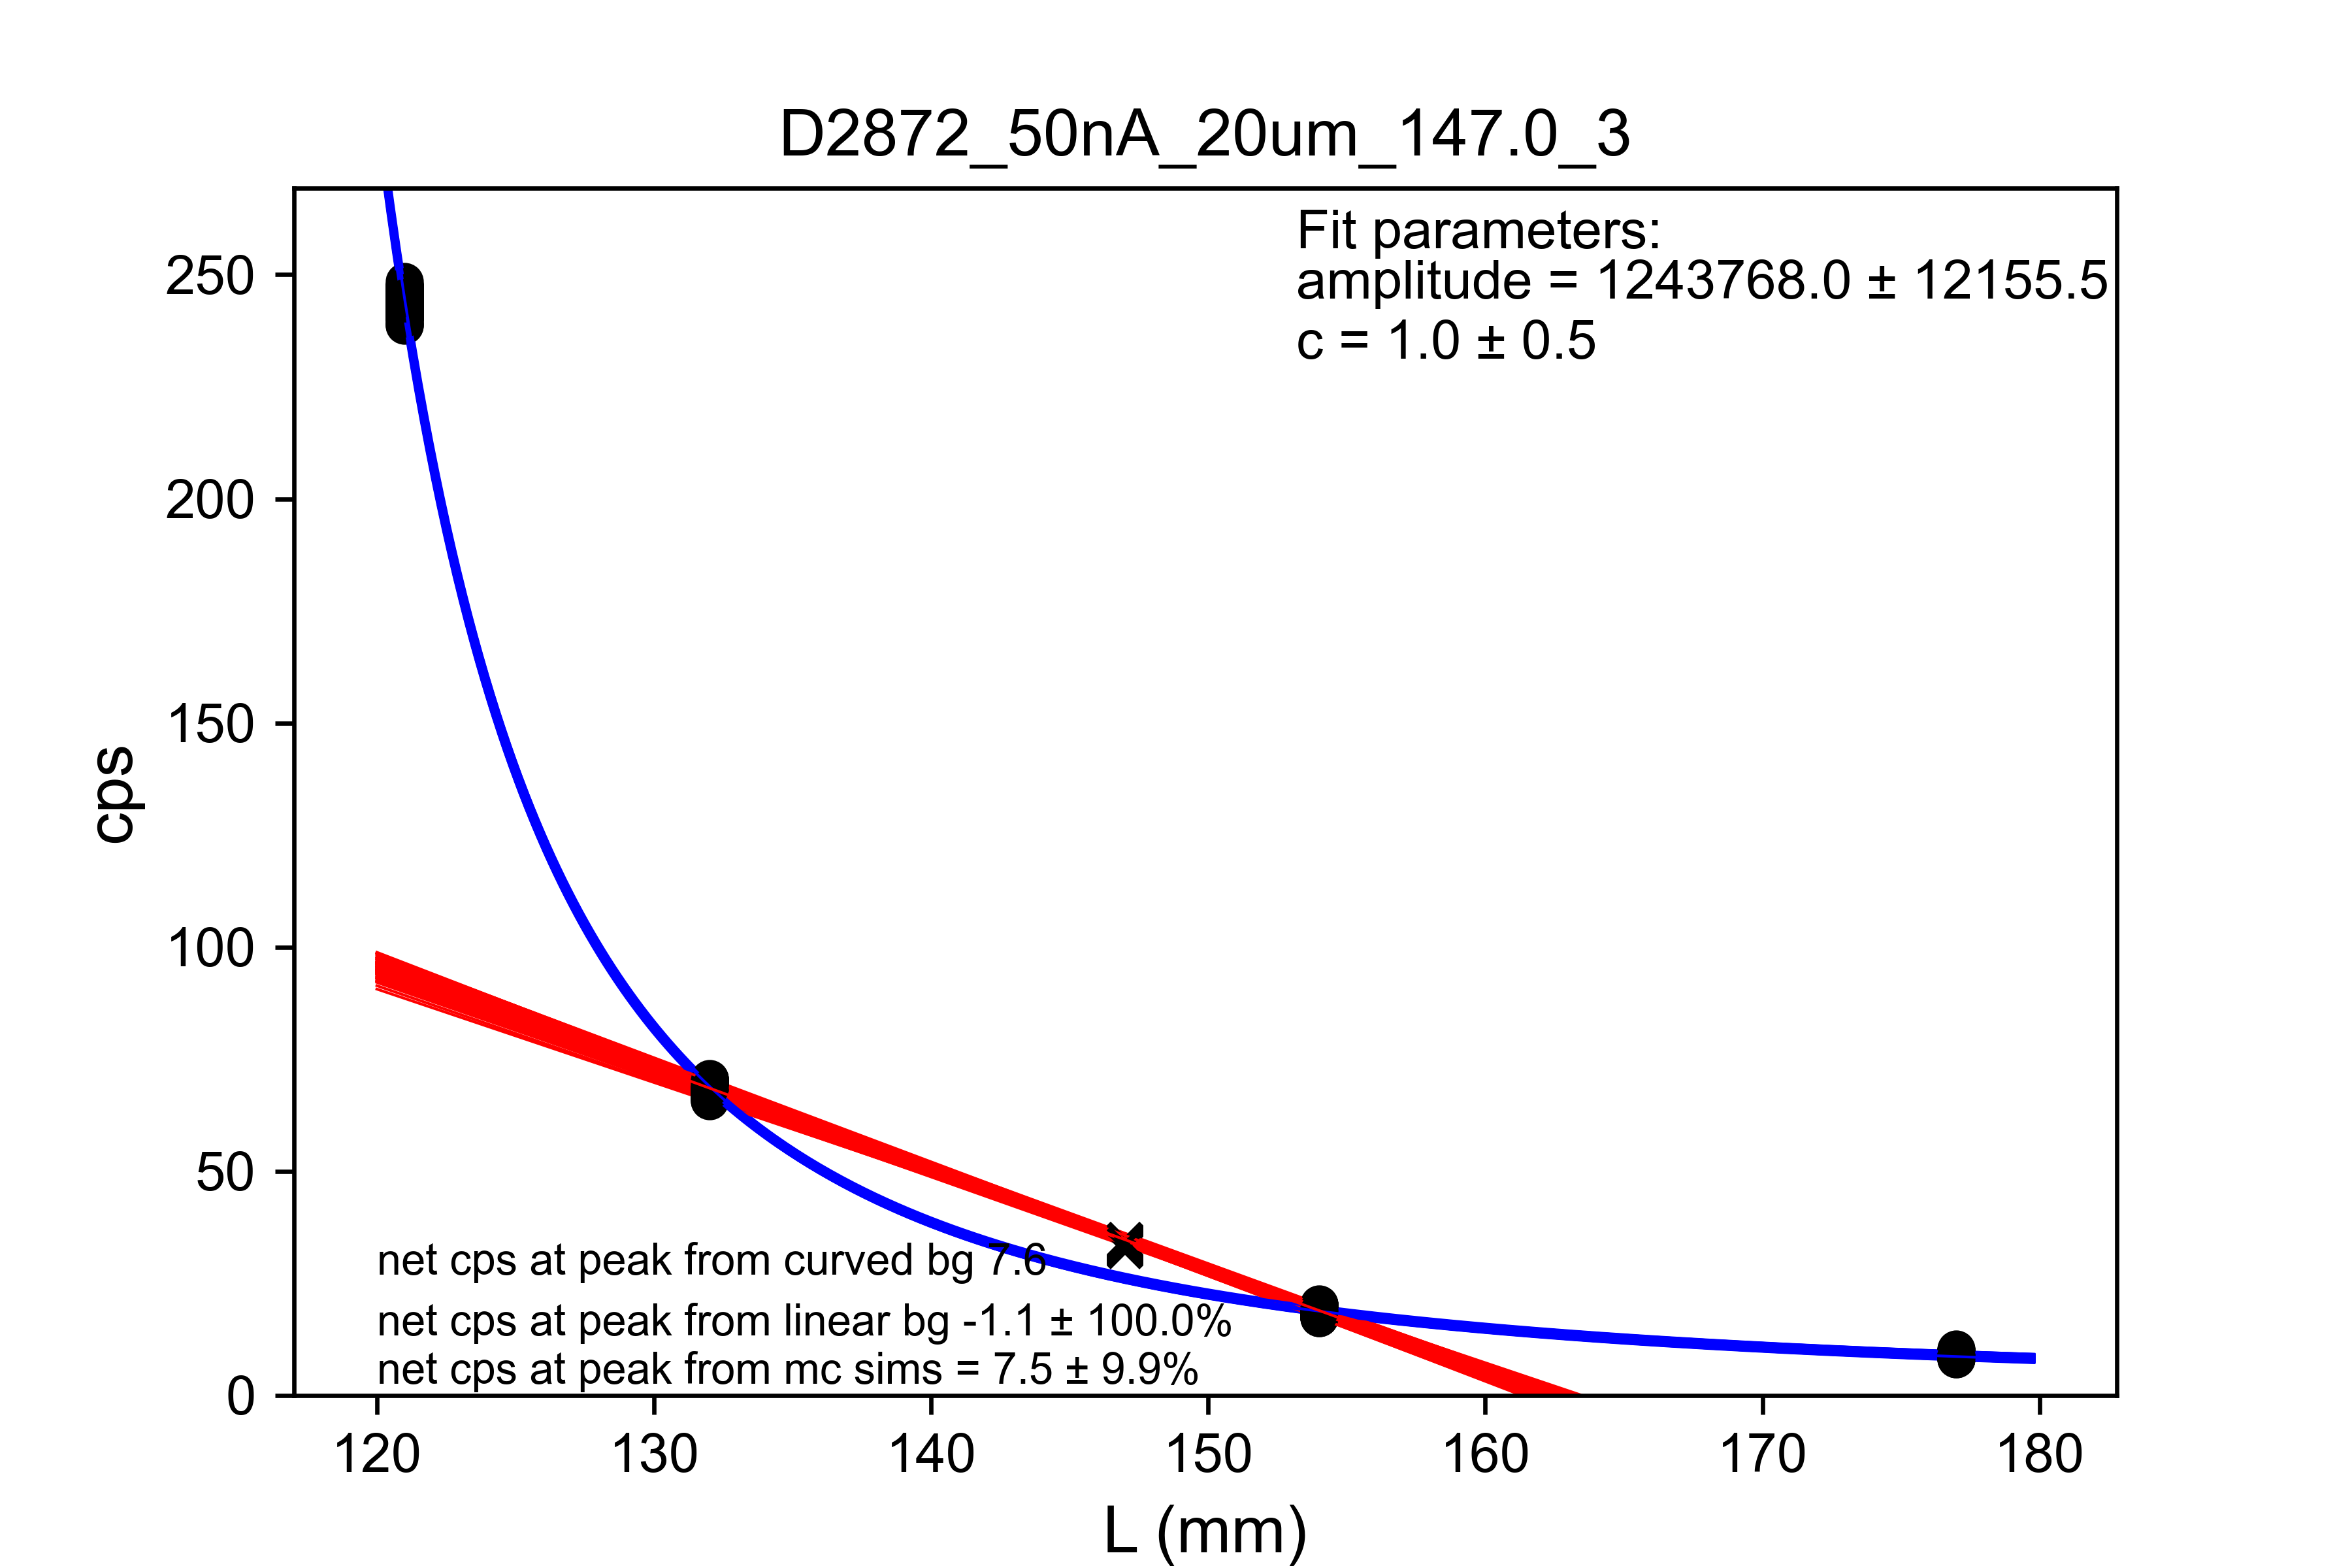 D2872_50nA_20um_147.0_3
Fit parameters:
amplitude = 1243768.0 ± 12155.5
c = 1.0 ± 0.5
250
200
150
100
50
0
cps
net cps at peak from curved bg 7.6
net cps at peak from linear bg -1.1 ± 100.0%
net cps at peak from mc sims = 7.5 ± 9.9%
120 130 140 150 160 170 180
L (mm)